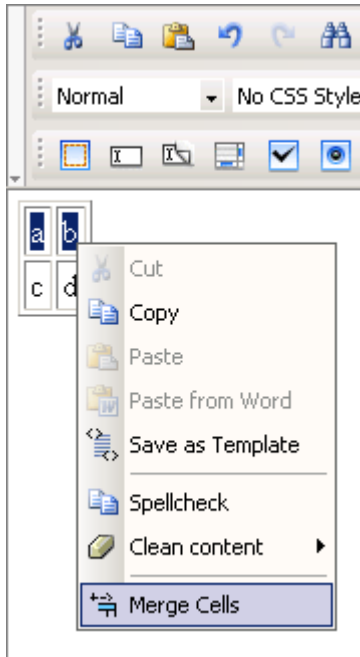 Normal No CSS Style
a b
c d
Cut
Copy
Paste
Paste from Word
Save as Template
Spellcheck
Clean content
Merge Cells